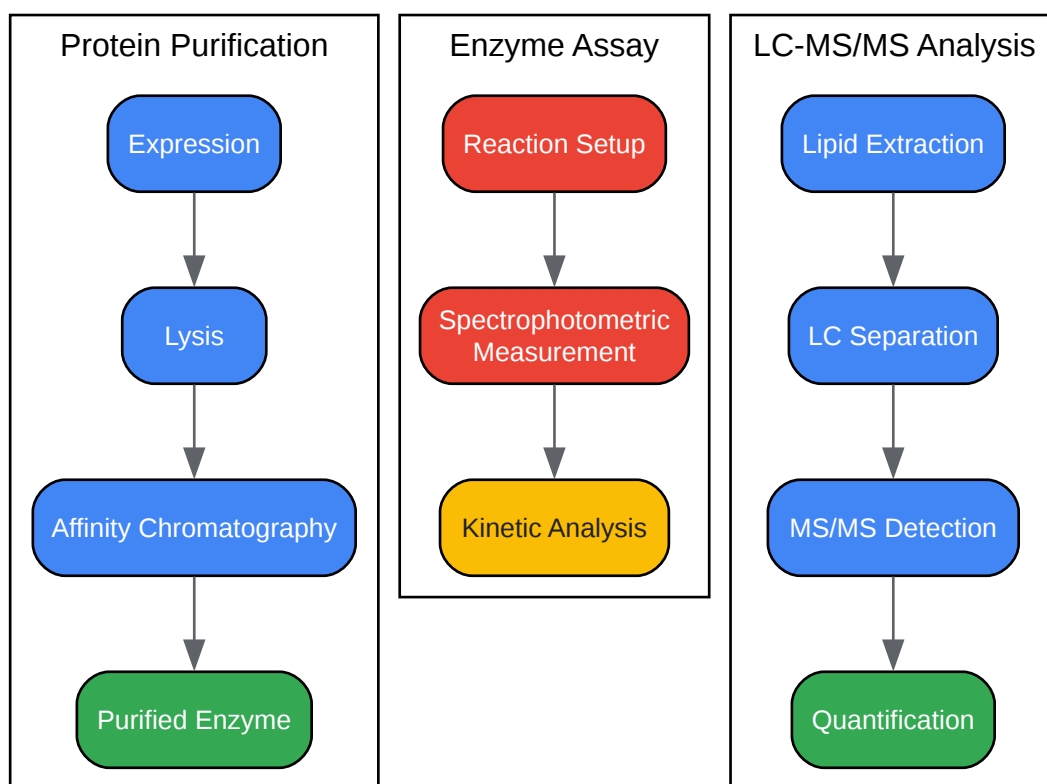 Protein Purification
Expression
Lysis
Affinity Chromatography
Purified Enzyme
Enzyme Assay
Reaction Setup
Spectrophotometric
Measurement
Kinetic Analysis
LC-MS/MS Analysis
Lipid Extraction
LC Separation
MS/MS Detection
Quantification